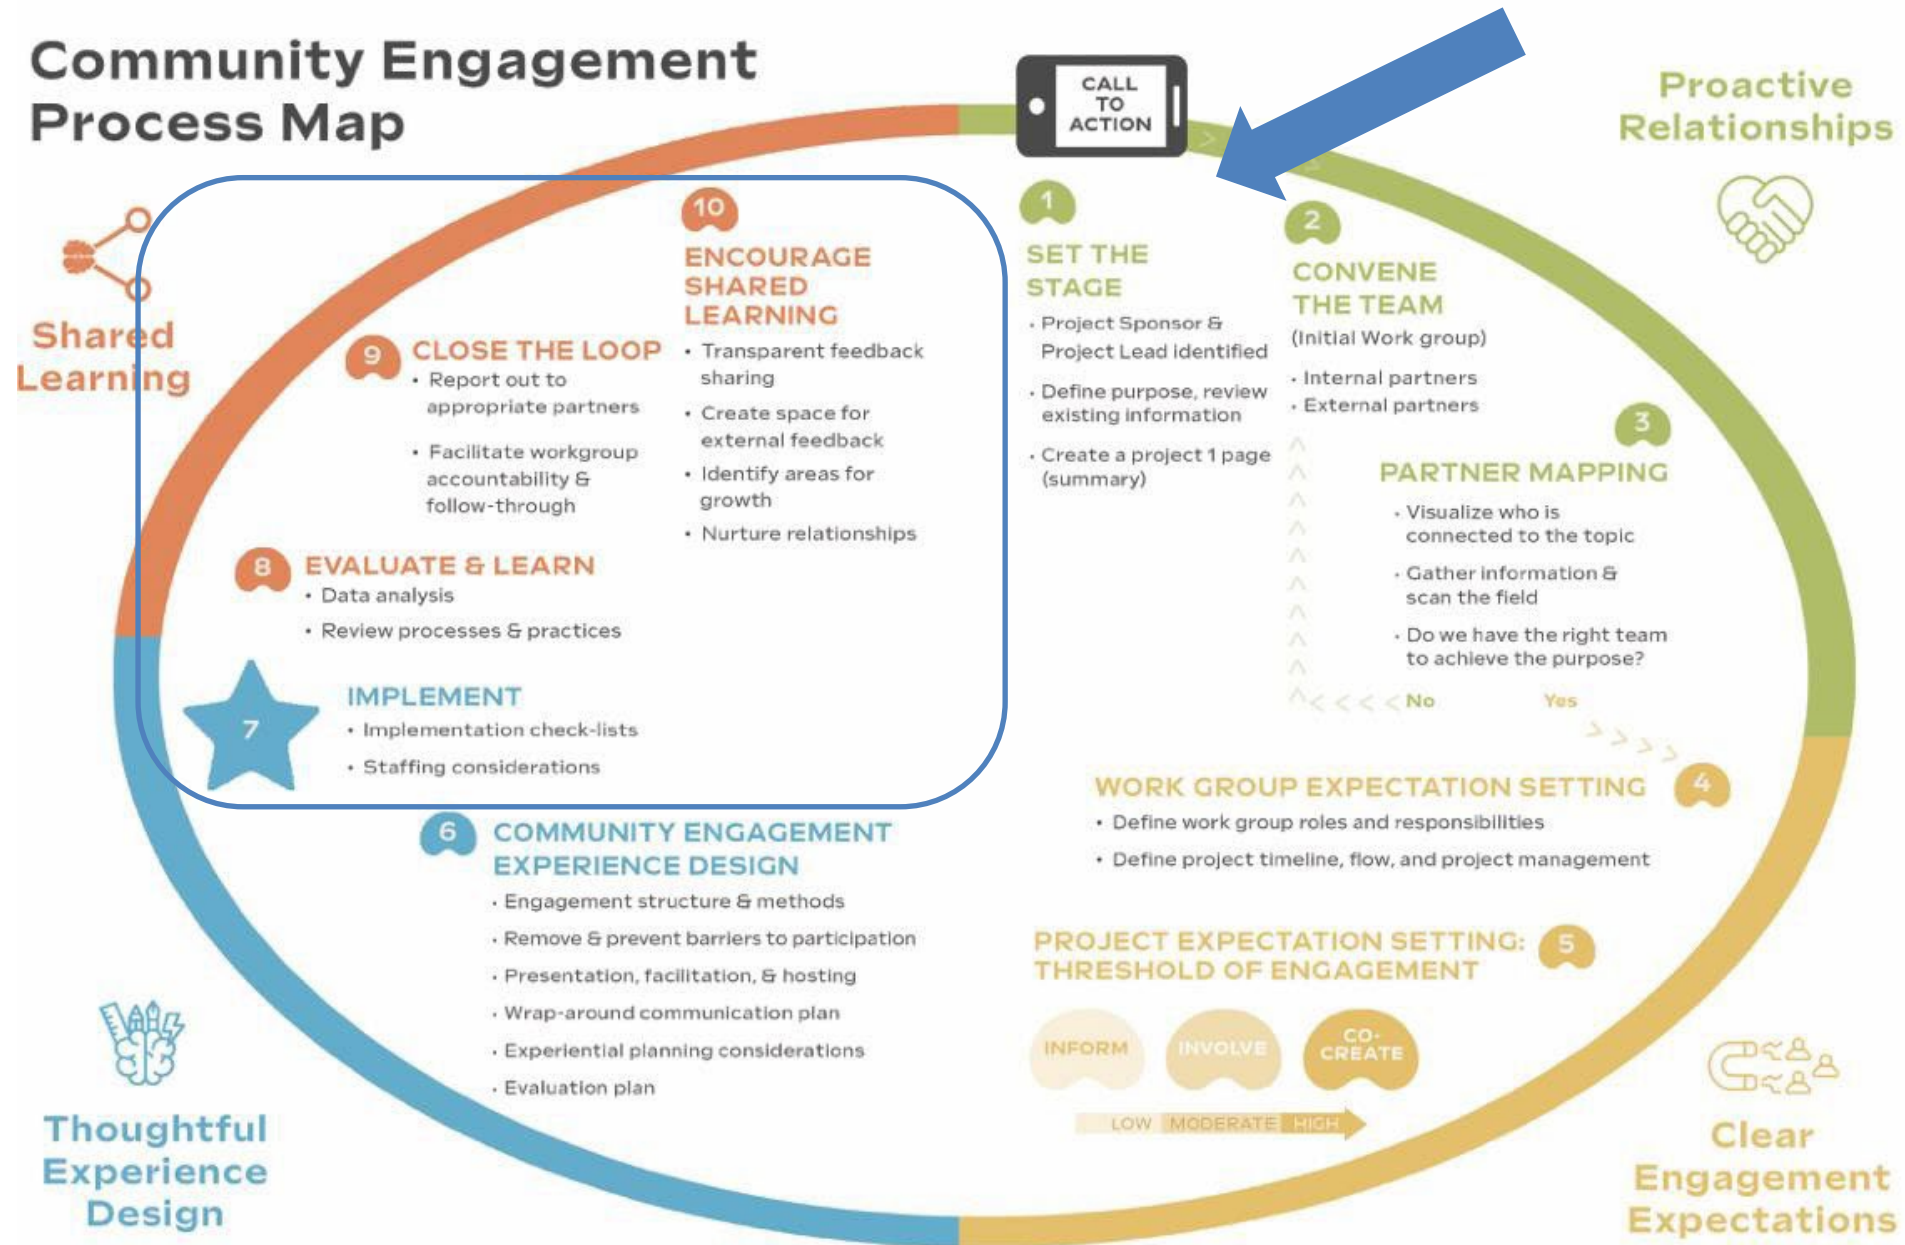 Community Engagement
Process Map
CALL
TO
ACTION
Proactive
Relationships
1
SET THE
STAGE
· Project Sponsor &
Project Lead identified
· Define purpose, review
existing information
· Create a project 1 page
(summary)
2
CONVENE
THE TEAM
(Initial Work group)
· Internal partners
· External partners
3
PARTNER MAPPING
· Visualize who is
connected to the topic
· Gather information &
scan the field
· Do we have the right team
to achieve the purpose?
No
Yes
4
WORK GROUP EXPECTATION SETTING
• Define work group roles and responsibilities
• Define project timeline, flow, and project management
5
PROJECT EXPECTATION SETTING:
THRESHOLD OF ENGAGEMENT
INFORM
INVOLVE
CO-
CREATE
LOW MODERATE HIGH
Clear
Engagement
Expectations
6
COMMUNITY ENGAGEMENT
EXPERIENCE DESIGN
· Engagement structure & methods
· Remove & prevent barriers to participation
· Presentation, facilitation, & hosting
· Wrap-around communication plan
· Experiential planning considerations
· Evaluation plan
Thoughtful
Experience
Design
7
IMPLEMENT
• Implementation check-lists
• Staffing considerations
8
EVALUATE & LEARN
• Data analysis
• Review processes & practices
9
CLOSE THE LOOP
• Report out to
appropriate partners
• Facilitate workgroup
accountability &
follow-through
10
ENCOURAGE
SHARED
LEARNING
• Transparent feedback
sharing
• Create space for
external feedback
• Identify areas for
growth
• Nurture relationships
Shared
Learning